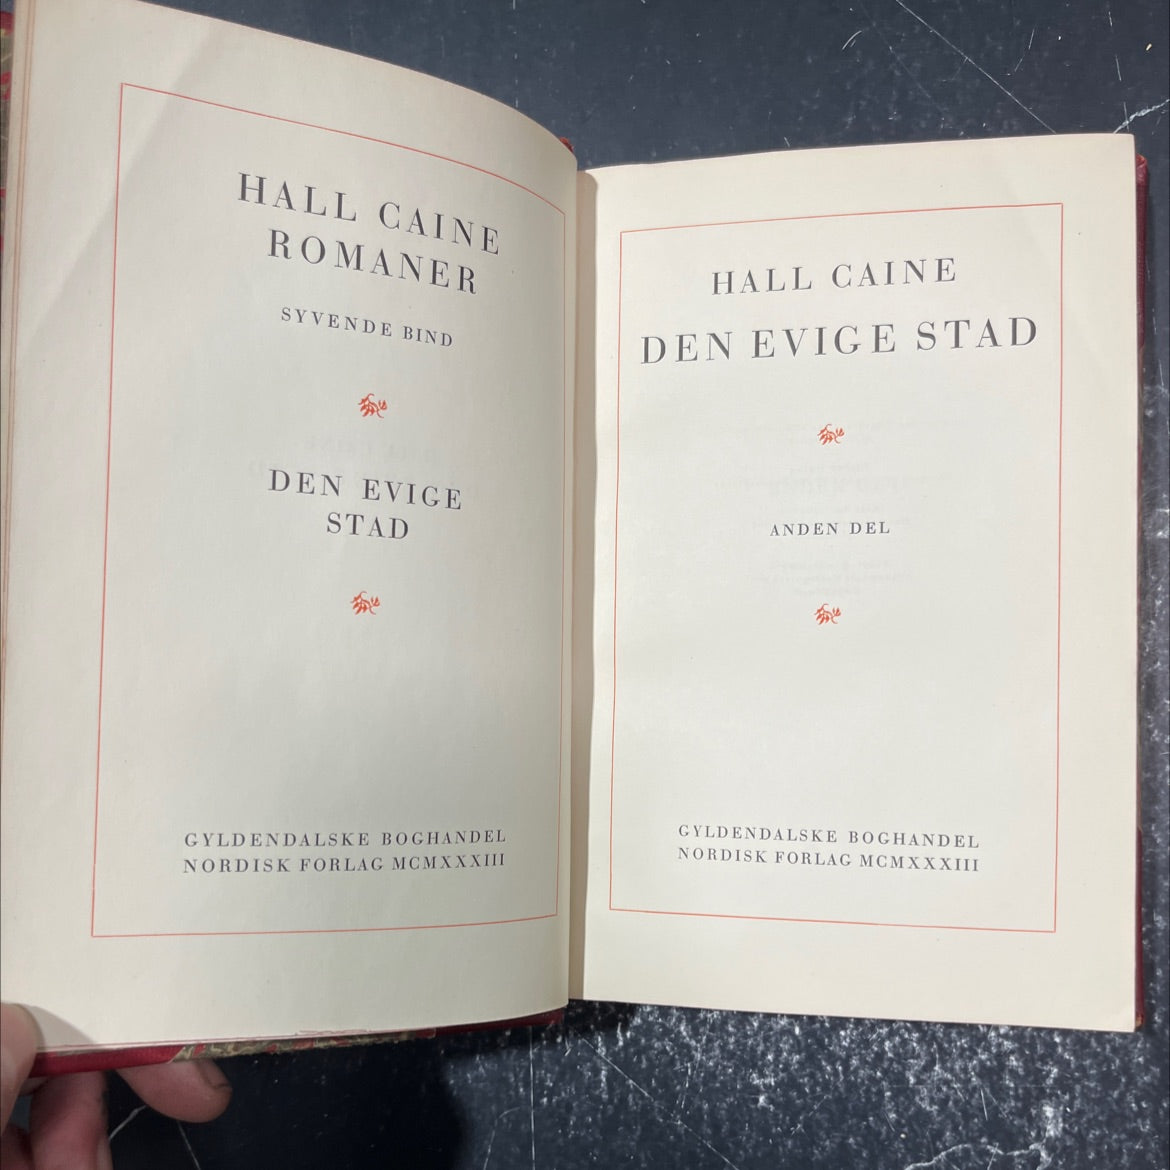 HALL CAINE
ROMANER
SYVENDE BIND
DEN EVIGE
STAD
GYLDENDALSKE BOGHANDEL
NORDISK FORLAG MCMXXXIII
HALL CAINE
DEN EVIGE STAD
ANDEN DEL
GYLDENDALSKE BOGHANDEL
NORDISK FORLAG MCMXXXIII